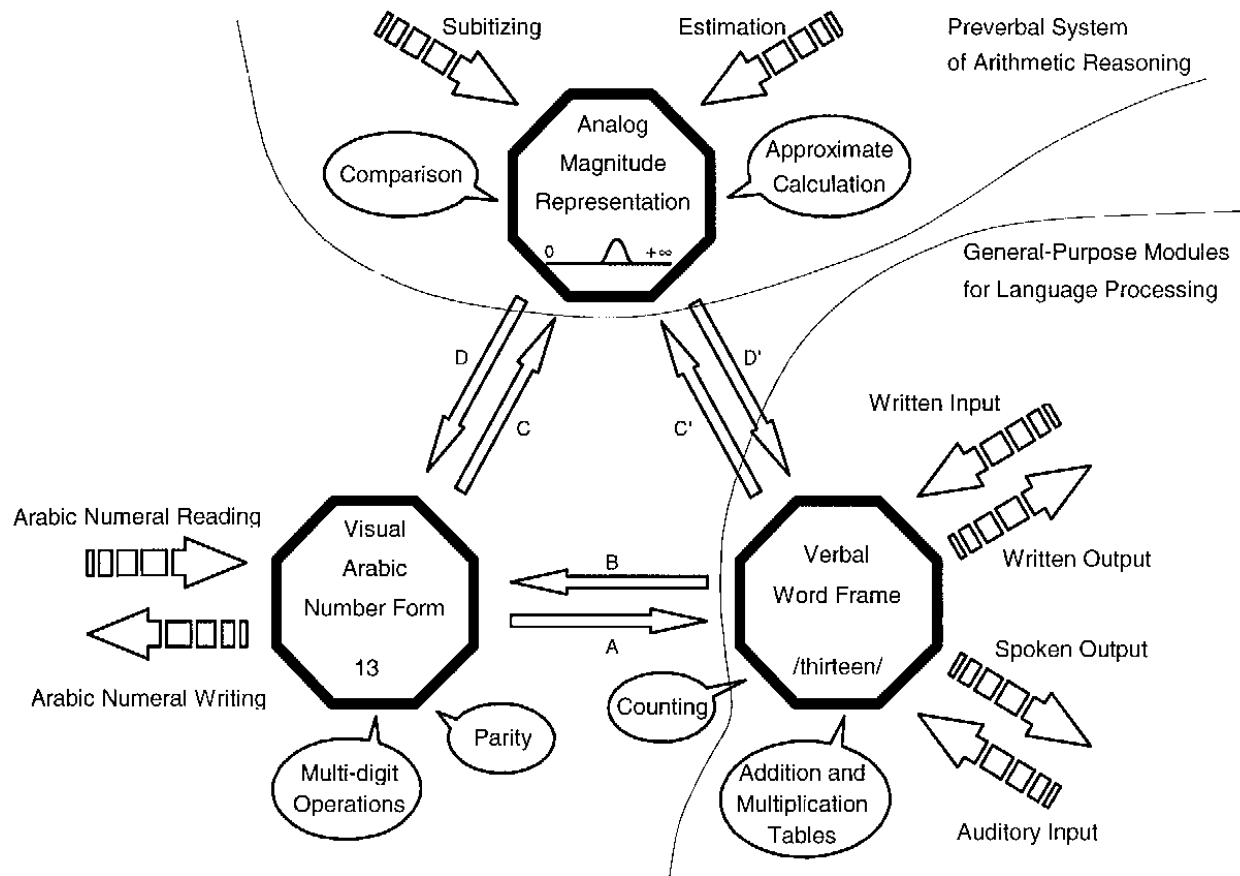 Subitizing
Estimation
Preverbal System
of Arithmetic Reasoning
Analog
Magnitude
Representation
0
+∞
Comparison
Approximate
Calculation
General-Purpose Modules
for Language Processing
D
C
D'
C'
Written Input
Written Output
Arabic Numeral Reading
Arabic Numeral Writing
Visual
Arabic
Number Form
13
B
A
Verbal
Word Frame
/thirteen/
Spoken Output
Auditory Input
Counting
Parity
Multi-digit
Operations
Addition and
Multiplication
Tables